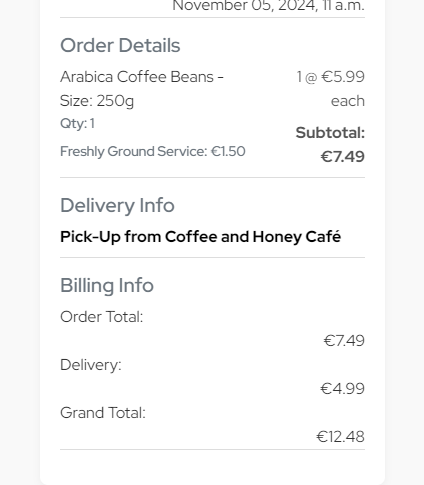 November 05, 2024, 11 a.m.
Order Details
Arabica Coffee Beans -
Size: 250g
Qty: 1
Freshly Ground Service: €1.50
1 @ €5.99
each
Subtotal:
€7.49
Delivery Info
Pick-Up from Coffee and Honey Café
Billing Info
Order Total:
€7.49
Delivery:
€4.99
Grand Total:
€12.48